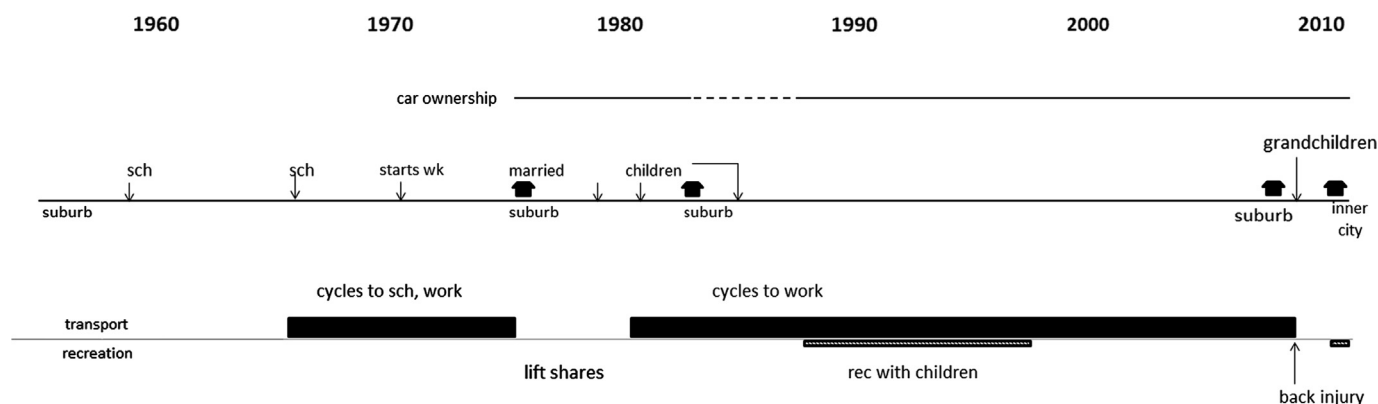 1960 1970 1980 1990 2000 2010
car ownership
grandchildren
sch sch starts wk married children
suburb suburb suburb suburb inner
city
cycles to sch, work cycles to work
transport
recreation
lift shares rec with children
back injury